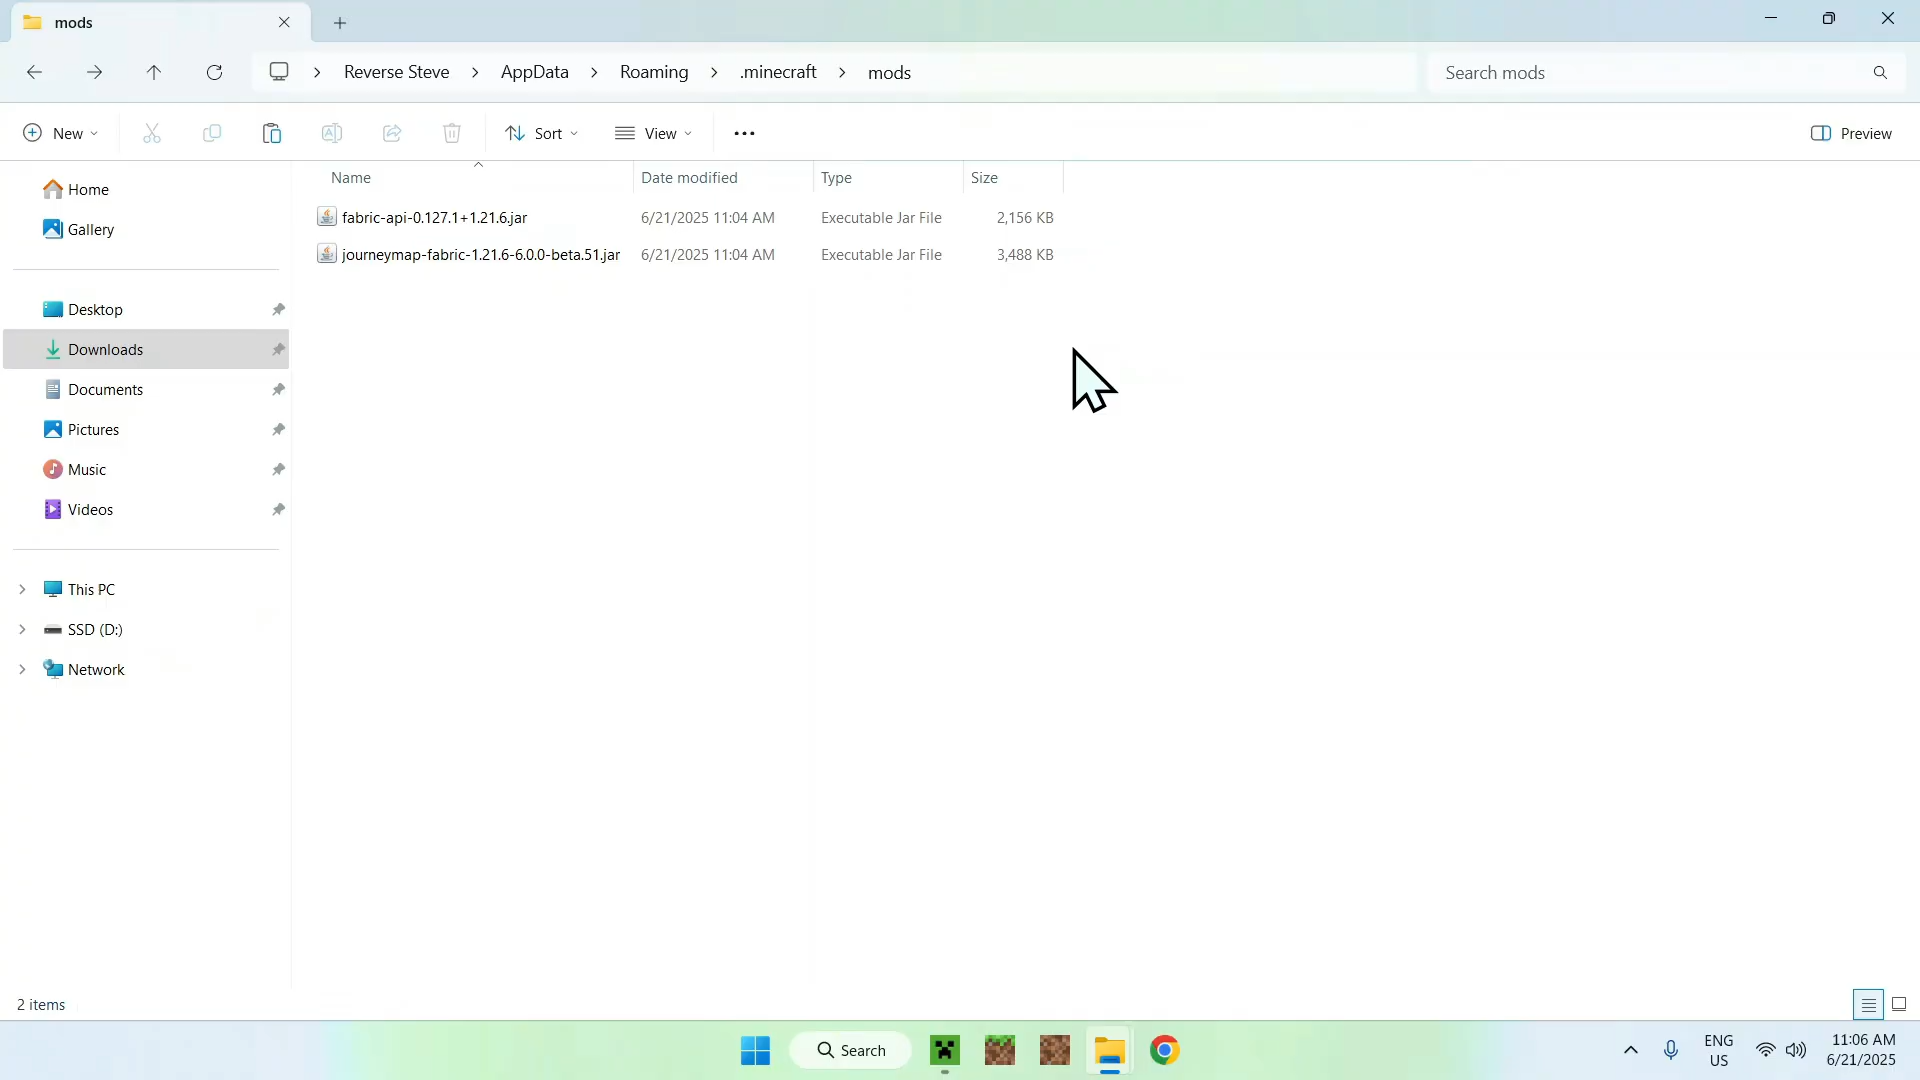 mods
Reverse Steve AppData Roaming .minecraft mods
Search mods
New Sort View Preview
Name Date modified Type Size
fabric-api-0.127.1+1.21.6.jar 6/21/2025 11:04 AM Executable Jar File 2,156 KB
journeymap-fabric-1.21.6-6.0.0-beta.51.jar 6/21/2025 11:04 AM Executable Jar File 3,488 KB
Home
Gallery
Desktop
Downloads
Documents
Pictures
Music
Videos
This PC
SSD (D:)
Network
2 items
Search
ENG
US
11:06 AM
6/21/2025